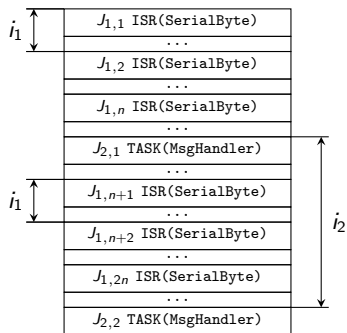 J1,1 ISR(SerialByte)
...
J1,2 ISR(SerialByte)
...
J1,n ISR(SerialByte)
...
J2,1 TASK(MsgHandler)
...
J1,n+1 ISR(SerialByte)
...
J1,n+2 ISR(SerialByte)
...
J1,2n ISR(SerialByte)
...
J2,2 TASK(MsgHandler)
i1
i1
i2